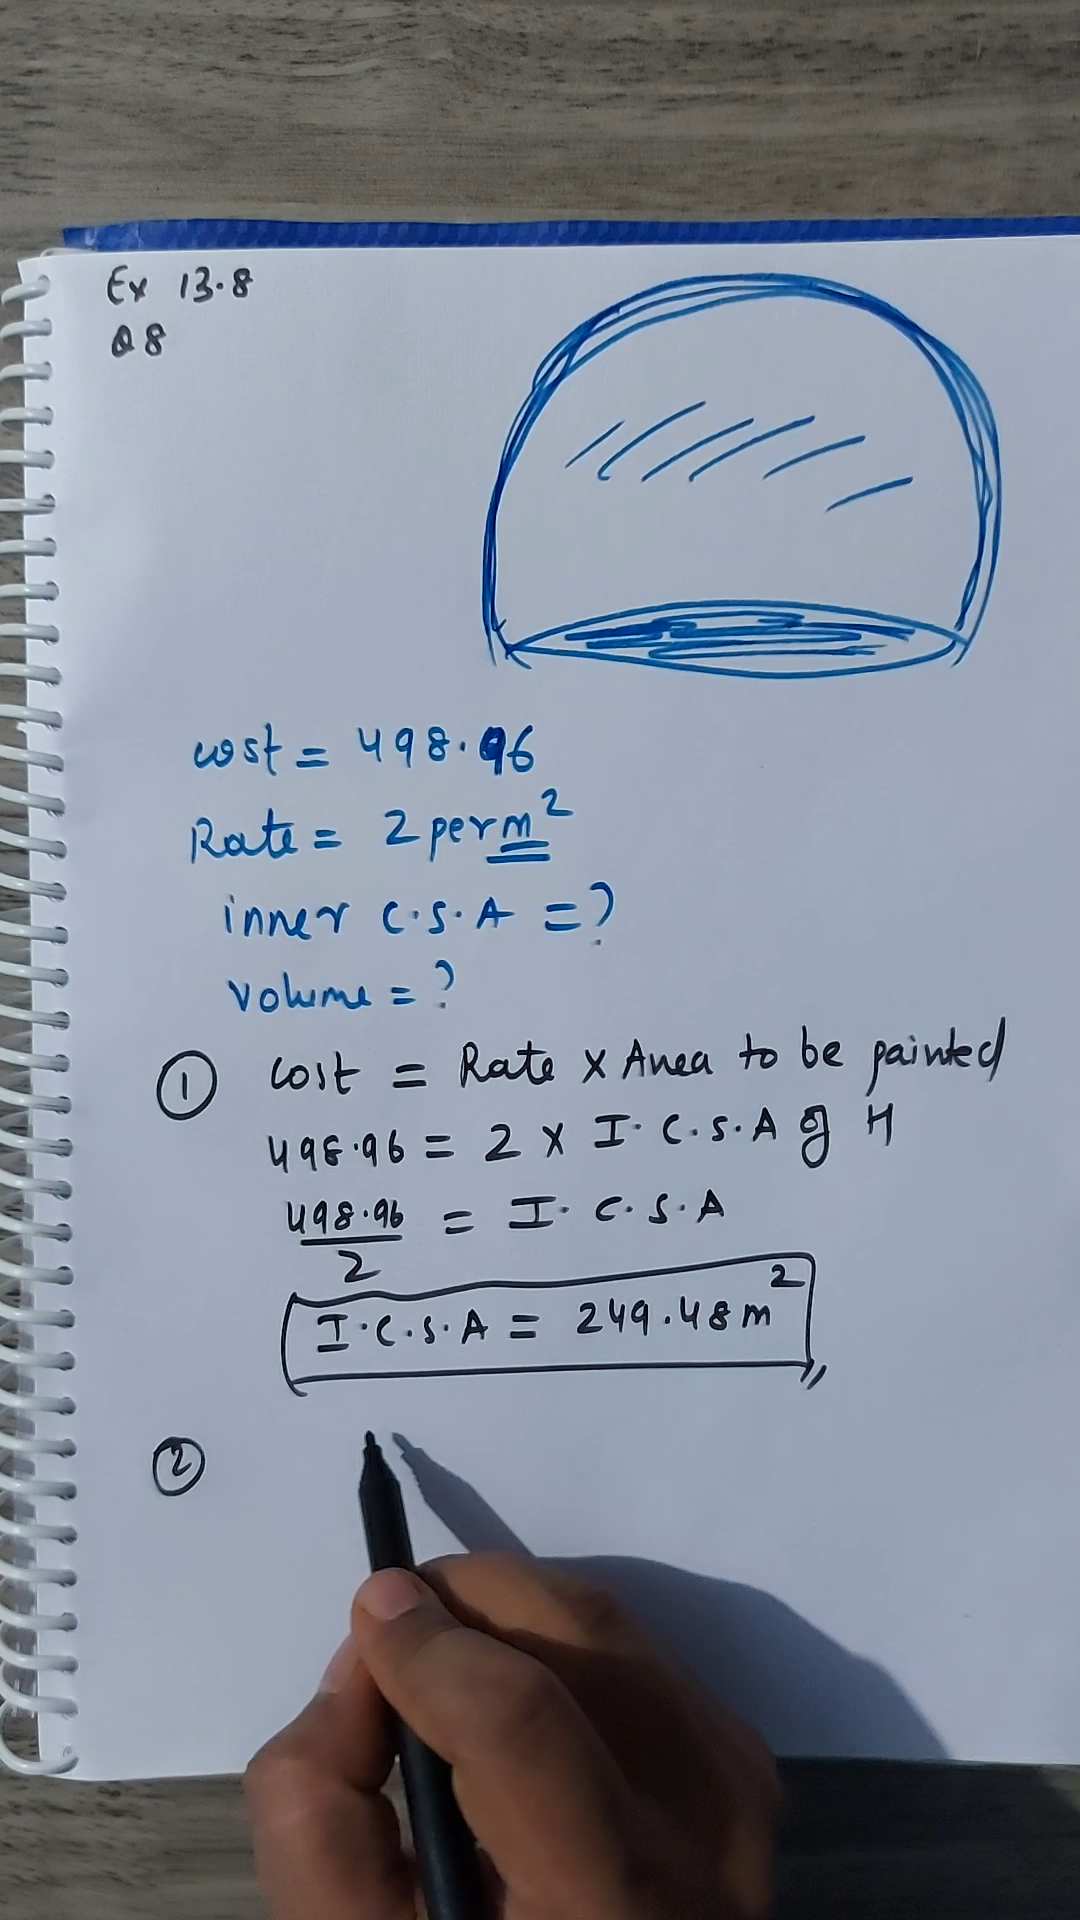 Ex 13.8
Q8
cost = 498.96
Rate = 2 per m²
inner C.S.A = ?
Volume = ?
① cost = Rate x Area to be painted
498.96 = 2 x I. C.S.A of H
498.96/2 = I. C.S.A
I.C.S.A = 249.48 m²
②